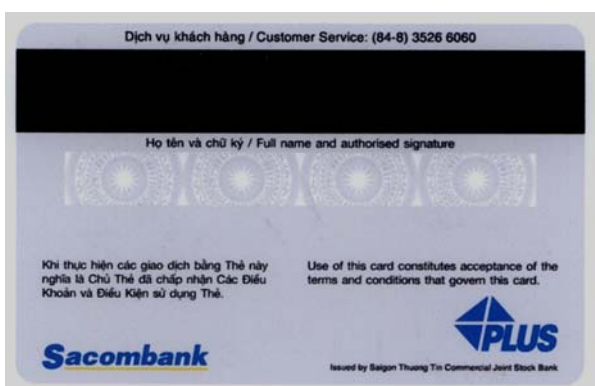 Dịch vụ khách hàng / Customer Service: (84-8) 3526 6060
Họ tên và chữ ký / Full name and authorised signature
Khi thực hiện các giao dịch bằng Thẻ này
nghĩa là Chủ Thẻ đã chấp nhận Các Điều
Khoản và Điều Kiện sử dụng Thẻ.
Use of this card constitutes acceptance of the
terms and conditions that govern this card.
PLUS
Sacombank
Issued by Saigon Thuong Tin Commercial Joint Stock Bank